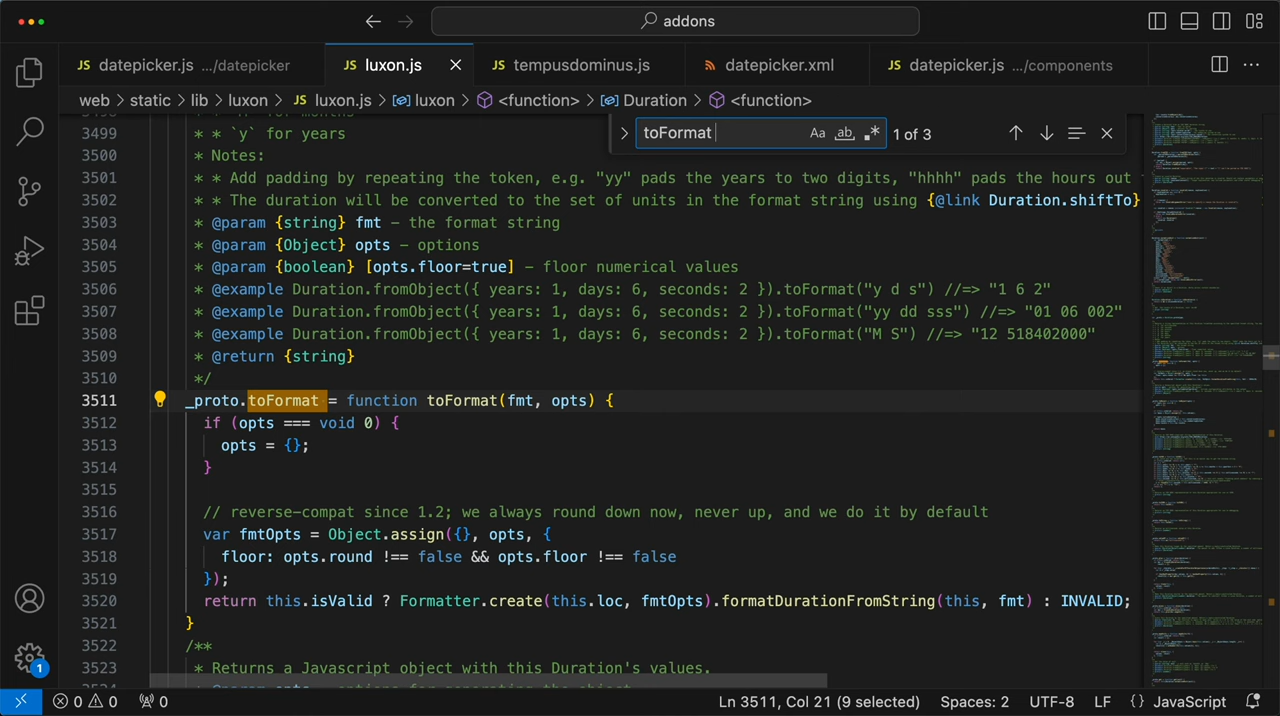 addons
JS datepicker.js .../datepicker
JS luxon.js
JS tempusdominus.js
datepicker.xml
JS datepicker.js .../components
web > static > lib > luxon > JS luxon.js > luxon > <function> > Duration > <function>
toFormat
Aa ab
1 of 3
3499 * * `y` for years
3500 * Notes:
3501 * * Add padding by repeating the token, e.g. "yy" pads the years to two digits, "hhhh" pads the hours out
3502 * * The duration will be converted to the set of units in the format string using {@link Duration.shiftTo}
3503 * @param {string} fmt - the format string
3504 * @param {Object} opts - options
3505 * @param {boolean} [opts.floor=true] - floor numerical values
3506 * @example Duration.fromObject({ years: 1, days: 6, seconds: 2 }).toFormat("y d s") //=> "1 6 2"
3507 * @example Duration.fromObject({ years: 1, days: 6, seconds: 2 }).toFormat("yy dd sss") //=> "01 06 002"
3508 * @example Duration.fromObject({ years: 1, days: 6, seconds: 2 }).toFormat("M S") //=> "12 518402000"
3509 * @return {string}
3510 */
3511 _proto.toFormat = function toFormat(fmt, opts) {
3512 if (opts === void 0) {
3513 opts = {};
3514 }
3515
3516 // reverse-compat since 1.2; we always round down now, never up, and we do it by default
3517 var fmtOpts = Object.assign({}, opts, {
3518 floor: opts.round !== false && opts.floor !== false
3519 });
3520 return this.isValid ? Formatter.create(this.loc, fmtOpts).formatDurationFromString(this, fmt) : INVALID;
3521 }
3522 /**
3523 * Returns a Javascript object with this Duration's values.
1
0 0
0
Ln 3511, Col 21 (9 selected)
Spaces: 2
UTF-8
LF
{} JavaScript